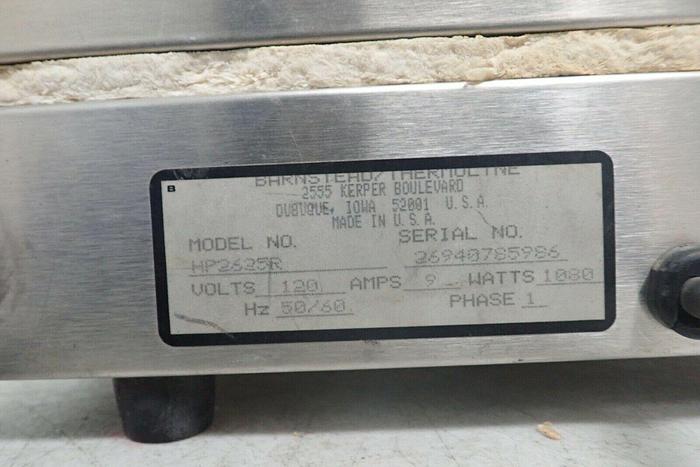 BARNSTEAD/THERMOLYNE
2555 KERPER BOULEVARD
DUBUQUE, IOWA 52001 U.S.A.
MADE IN U.S.A.
MODEL NO. SERIAL NO.
HP2625R 26940785986
VOLTS 120 AMPS 9 WATTS 1080
Hz 50/60 PHASE 1